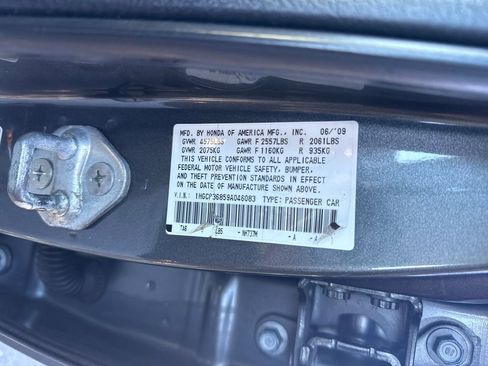 MFD. BY HONDA OF AMERICA MFG., INC. 06/'09
GVWR 4575LBS GAWR F 2557LBS R 2061LBS
GVWR 2075KG GAWR F 1160KG R 935KG
THIS VEHICLE CONFORMS TO ALL APPLICABLE
FEDERAL MOTOR VEHICLE SAFETY, BUMPER,
AND THEFT PREVENTION STANDARDS IN EFFECT
ON THE DATE OF MANUFACTURE SHOWN ABOVE.
V.I.N.: 1HGCP36859A046083 TYPE: PASSENGER CAR
NH737M - A - A -